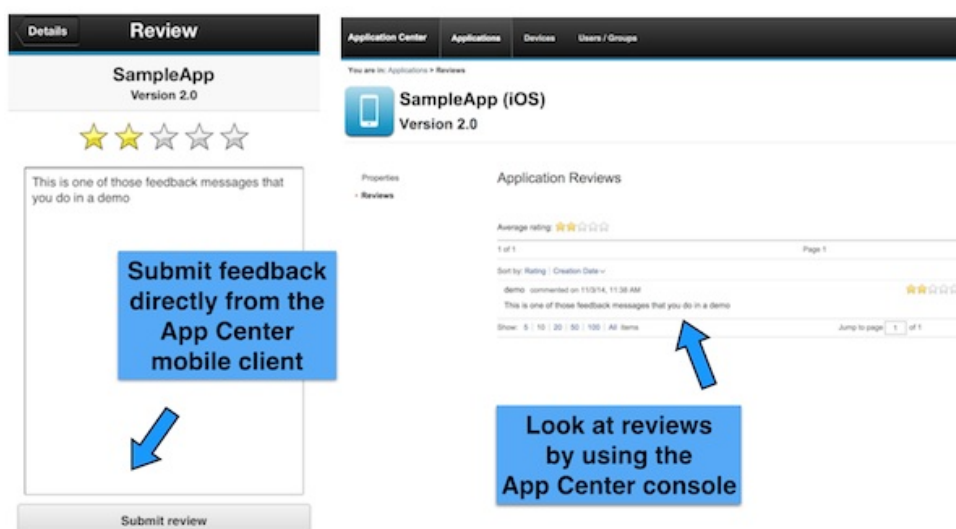 Details
Review
SampleApp
Version 2.0
This is one of those feedback messages that
you do in a demo
Submit feedback
directly from the
App Center
mobile client
Submit review
Application Center
Applications
Devices
Users / Groups
You are in: Applications > Reviews
SampleApp (iOS)
Version 2.0
Properties
Reviews
Application Reviews
Average rating:
1 of 1
Page 1
Sort by: Rating | Creation Date
demo commented on 11/3/14, 11:38 AM
This is one of those feedback messages that you do in a demo
Show: 5 | 10 | 20 | 50 | 100 | All items
Jump to page 1 of 1
Look at reviews
by using the
App Center console